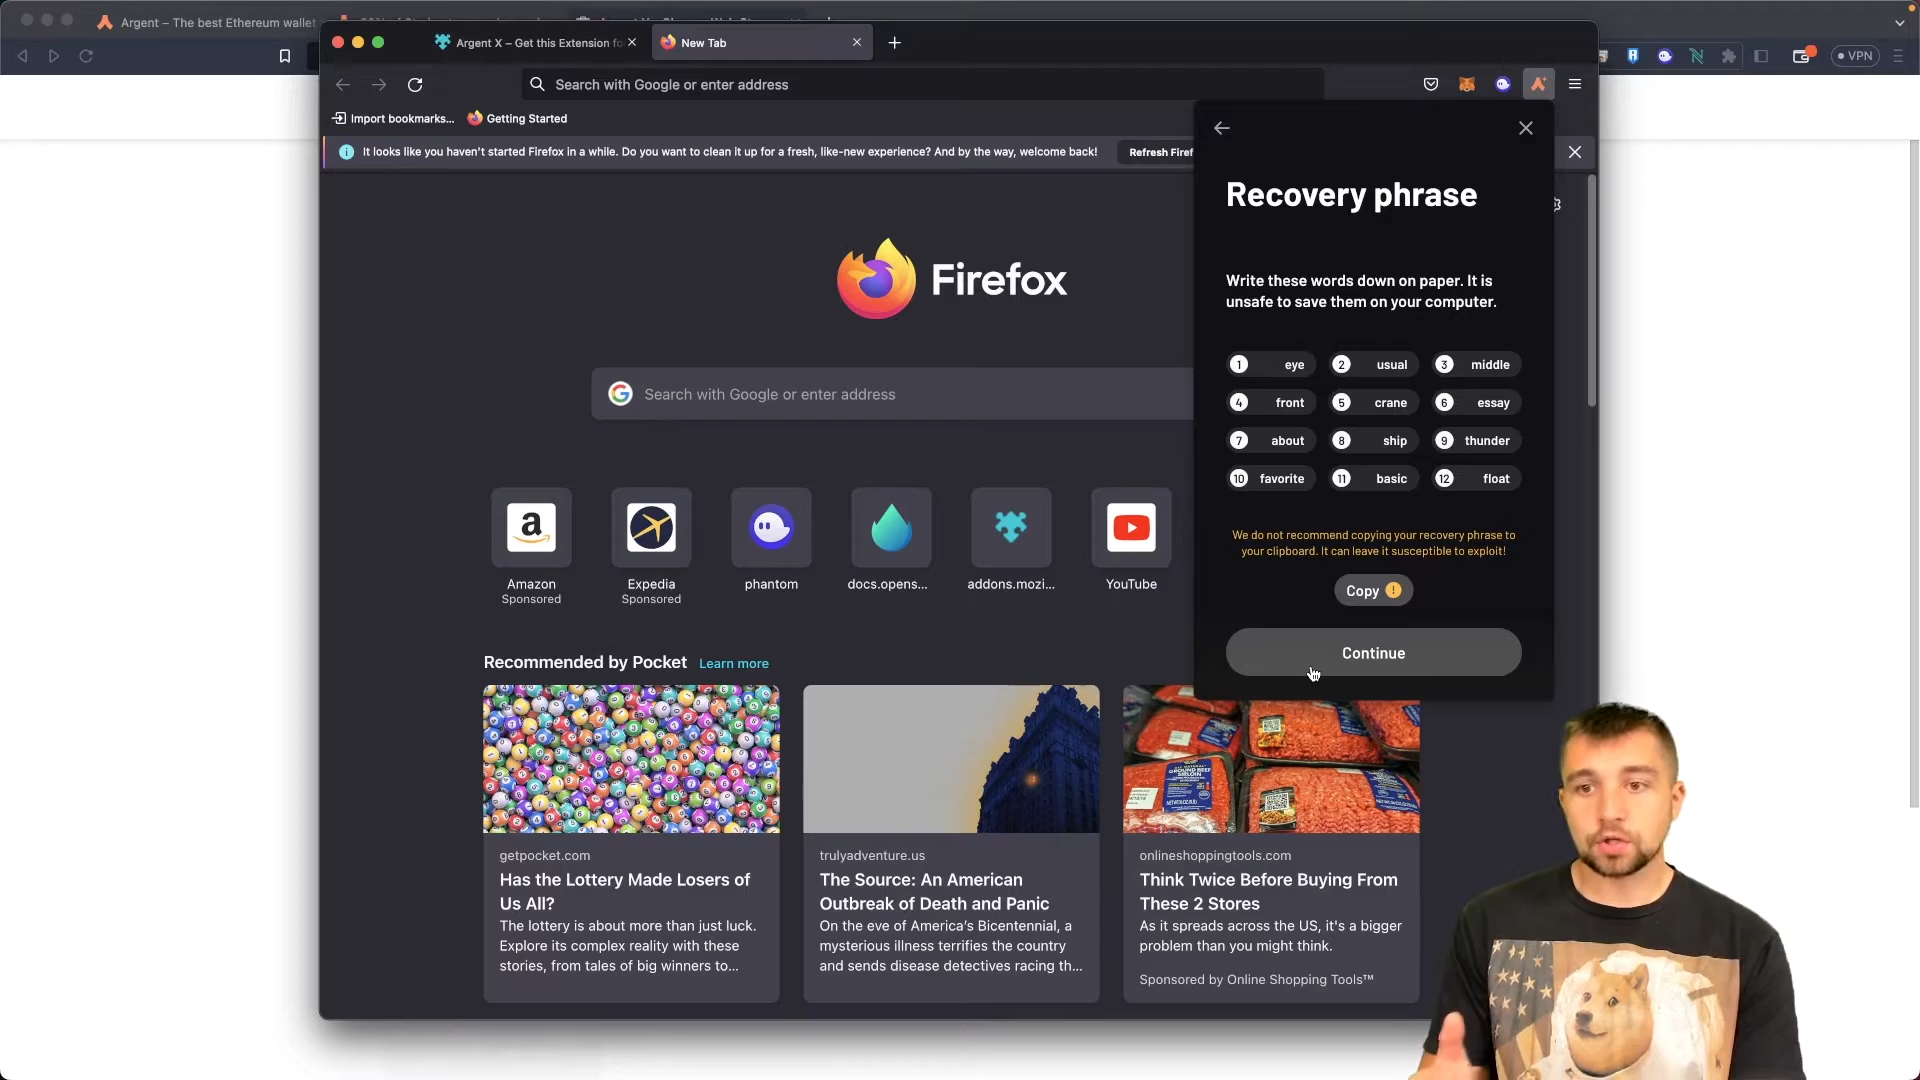 Argent – The best Ethereum wallet
Argent X – Get this Extension fo
New Tab
VPN
Search with Google or enter address
Import bookmarks...
Getting Started
It looks like you haven't started Firefox in a while. Do you want to clean it up for a fresh, like-new experience? And by the way, welcome back!
Refresh Firef
Recovery phrase
Write these words down on paper. It is
unsafe to save them on your computer.
1 eye 2 usual 3 middle
4 front 5 crane 6 essay
7 about 8 ship 9 thunder
10 favorite 11 basic 12 float
We do not recommend copying your recovery phrase to
your clipboard. It can leave it susceptible to exploit!
Copy !
Continue
Firefox
Search with Google or enter address
Amazon
Sponsored
Expedia
Sponsored
phantom
docs.opens...
addons.mozi...
YouTube
Recommended by Pocket Learn more
getpocket.com
Has the Lottery Made Losers of
Us All?
The lottery is about more than just luck.
Explore its complex reality with these
stories, from tales of big winners to...
trulyadventure.us
The Source: An American
Outbreak of Death and Panic
On the eve of America's Bicentennial, a
mysterious illness terrifies the country
and sends disease detectives racing th...
onlineshoppingtools.com
Think Twice Before Buying From
These 2 Stores
As it spreads across the US, it's a bigger
problem than you might think.
Sponsored by Online Shopping Tools™